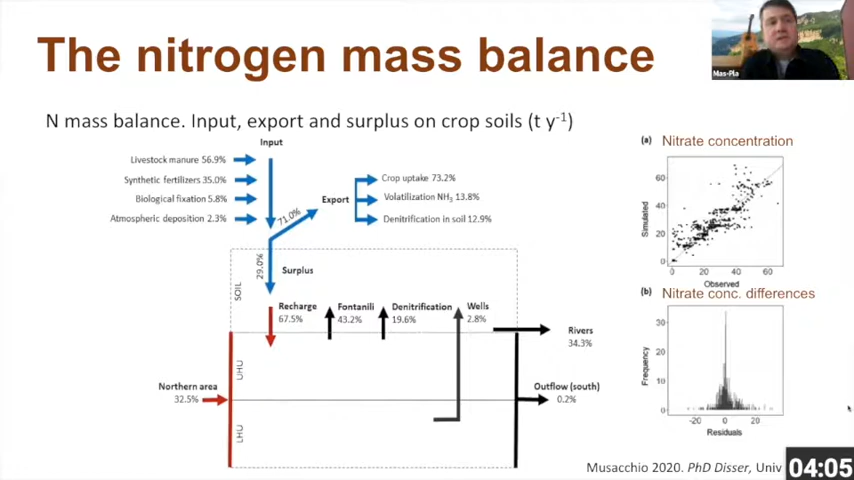 The nitrogen mass balance
Mas-Pla
N mass balance. Input, export and surplus on crop soils (t y-1)
Input
Livestock manure 56.9%
Synthetic fertilizers 35.0%
Biological fixation 5.8%
Atmospheric deposition 2.3%
71.0%
Export
Crop uptake 73.2%
Volatilization NH3 13.8%
Denitrification in soil 12.9%
29.0%
Surplus
SOIL
Recharge
67.5%
Fontanili
43.2%
Denitrification
19.6%
Wells
2.8%
Rivers
34.3%
UHU
Northern area
32.5%
Outflow (south)
0.2%
LHU
(a) Nitrate concentration
Simulated
60
40
20
0
0 20 40 60
Observed
(b) Nitrate conc. differences
Frequency
30
20
10
0
-20 0 20
Residuals
Musacchio 2020. PhD Disser, Univ
04:05